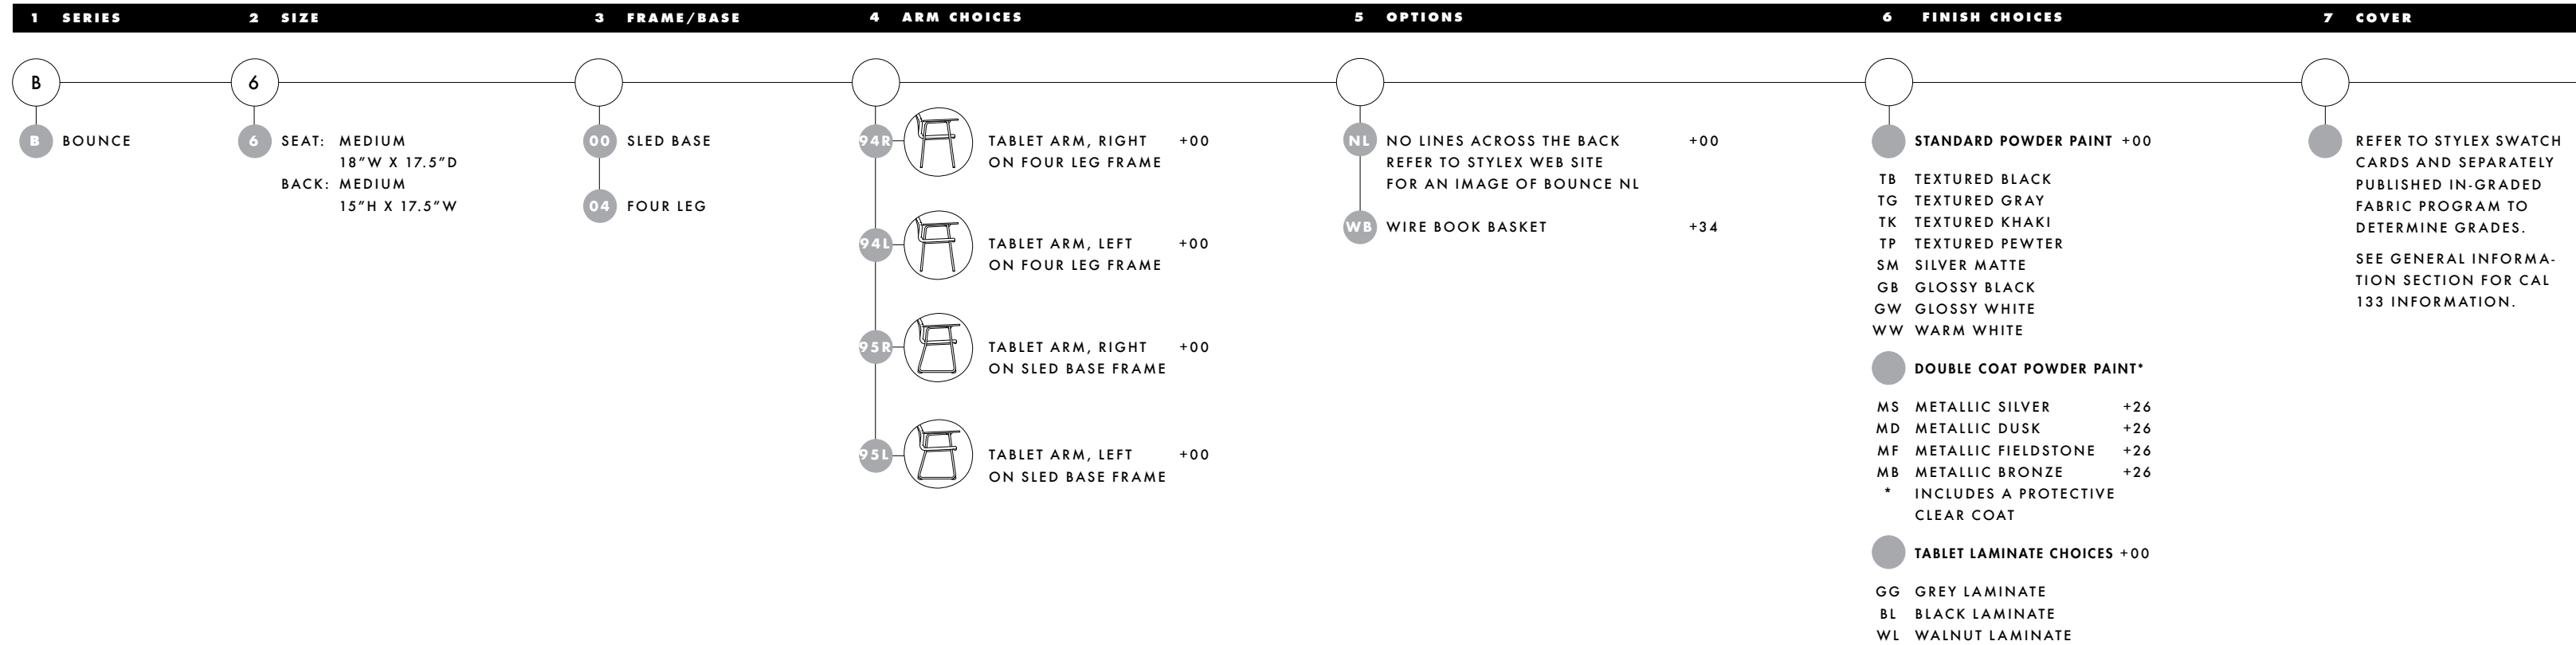 1 SERIES
2 SIZE
3 FRAME/BASE
4 ARM CHOICES
5 OPTIONS
6 FINISH CHOICES
7 COVER
B
B BOUNCE
6
6 SEAT: MEDIUM
18"W X 17.5"D
BACK: MEDIUM
15"H X 17.5"W
00 SLED BASE
04 FOUR LEG
94R TABLET ARM, RIGHT +00
ON FOUR LEG FRAME
94L TABLET ARM, LEFT +00
ON FOUR LEG FRAME
95R TABLET ARM, RIGHT +00
ON SLED BASE FRAME
95L TABLET ARM, LEFT +00
ON SLED BASE FRAME
NL NO LINES ACROSS THE BACK +00
REFER TO STYLEX WEB SITE
FOR AN IMAGE OF BOUNCE NL
WB WIRE BOOK BASKET +34
STANDARD POWDER PAINT +00
TB TEXTURED BLACK
TG TEXTURED GRAY
TK TEXTURED KHAKI
TP TEXTURED PEWTER
SM SILVER MATTE
GB GLOSSY BLACK
GW GLOSSY WHITE
WW WARM WHITE
DOUBLE COAT POWDER PAINT*
MS METALLIC SILVER +26
MD METALLIC DUSK +26
MF METALLIC FIELDSTONE +26
MB METALLIC BRONZE +26
* INCLUDES A PROTECTIVE
CLEAR COAT
TABLET LAMINATE CHOICES +00
GG GREY LAMINATE
BL BLACK LAMINATE
WL WALNUT LAMINATE
REFER TO STYLEX SWATCH
CARDS AND SEPARATELY
PUBLISHED IN-GRADED
FABRIC PROGRAM TO
DETERMINE GRADES.
SEE GENERAL INFORMA-
TION SECTION FOR CAL
133 INFORMATION.